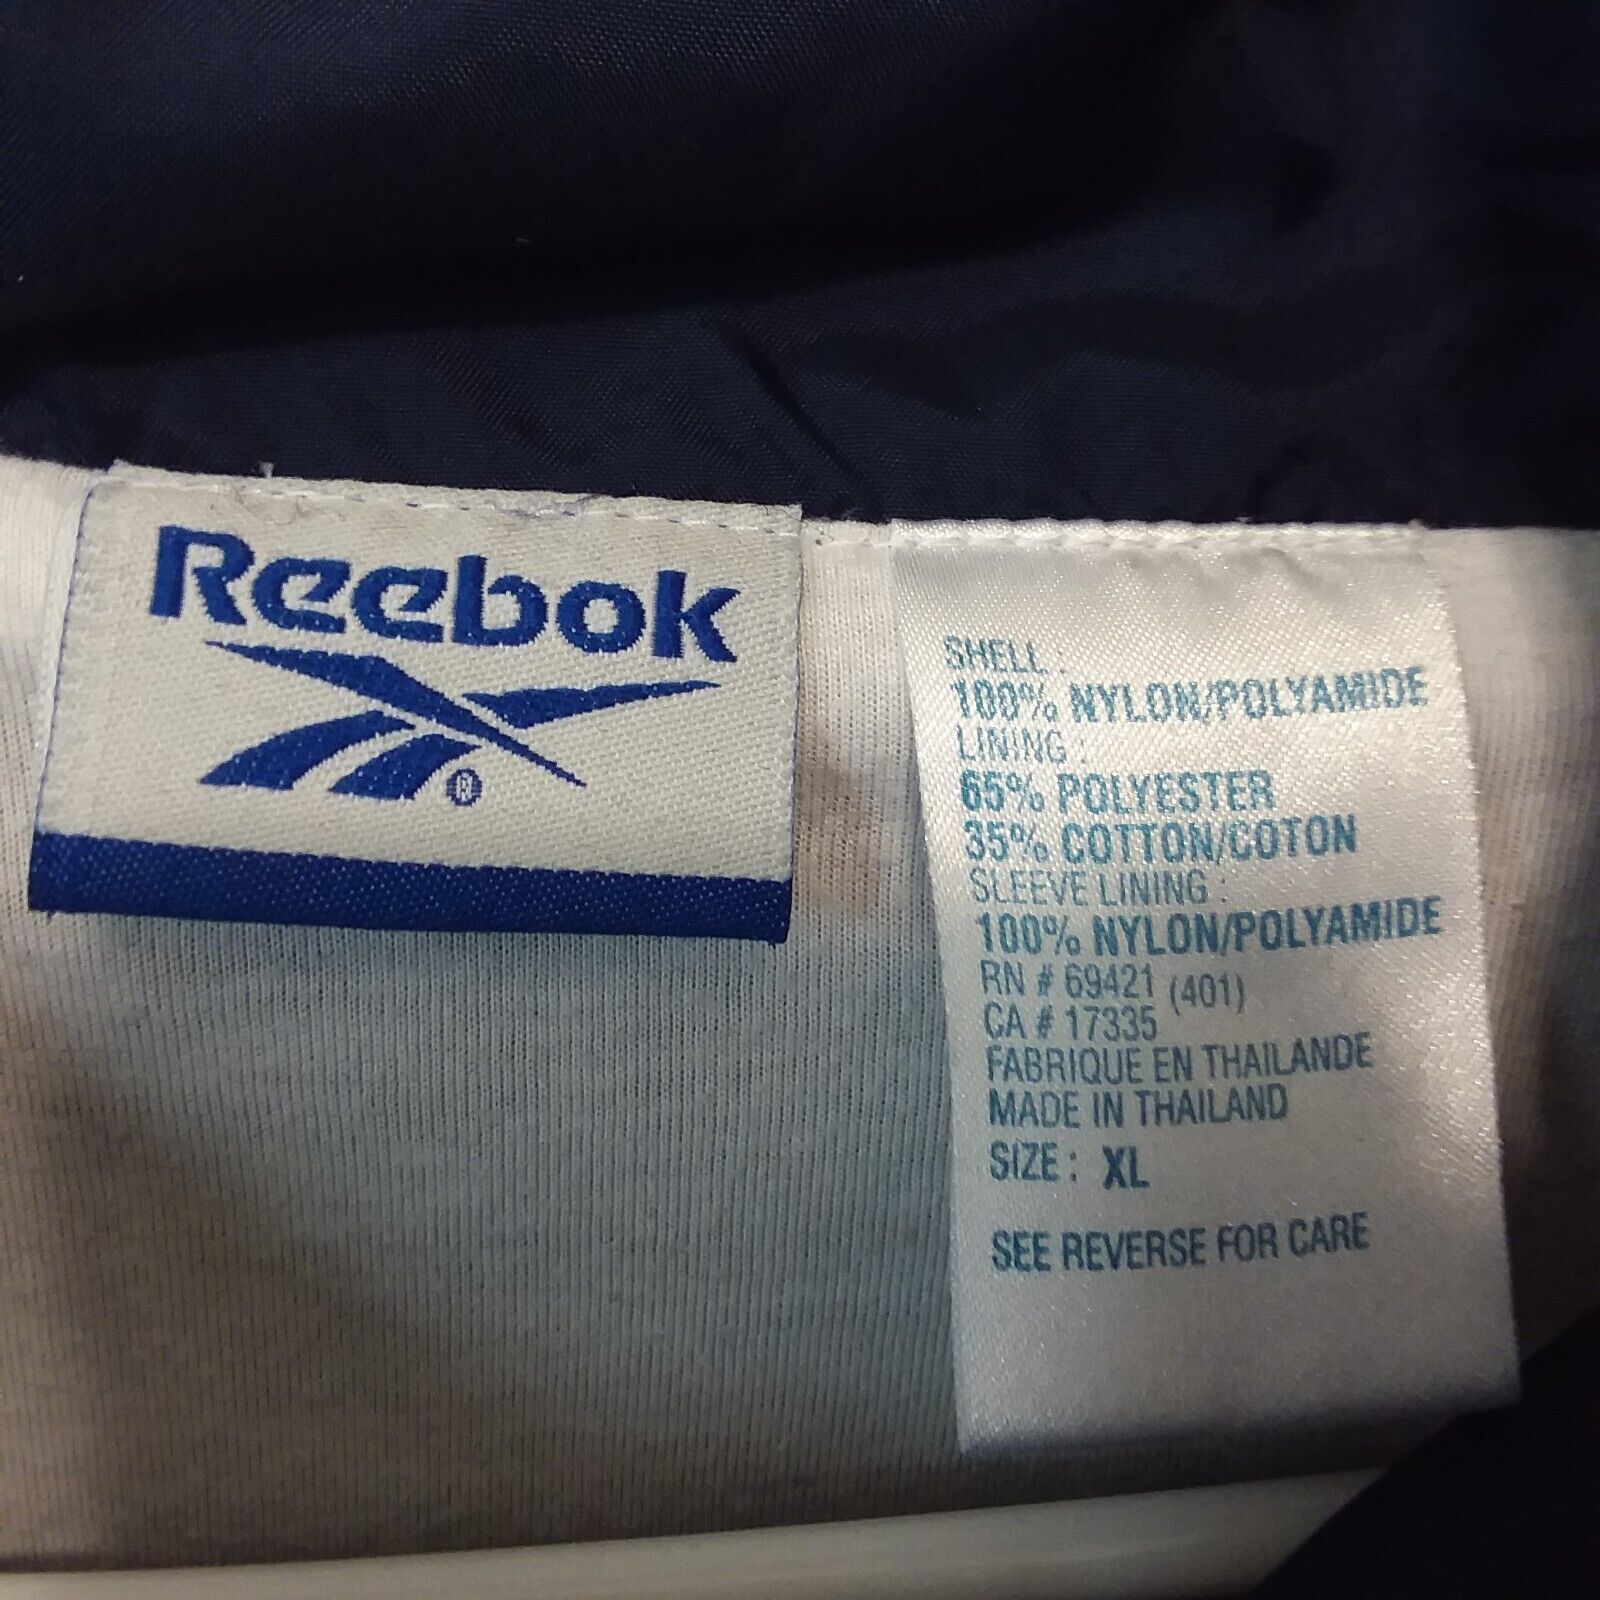 Reebok
®
SHELL :
100% NYLON/POLYAMIDE
LINING :
65% POLYESTER
35% COTTON/COTON
SLEEVE LINING :
100% NYLON/POLYAMIDE
RN # 69421 (401)
CA # 17335
FABRIQUE EN THAILANDE
MADE IN THAILAND
SIZE : XL
SEE REVERSE FOR CARE